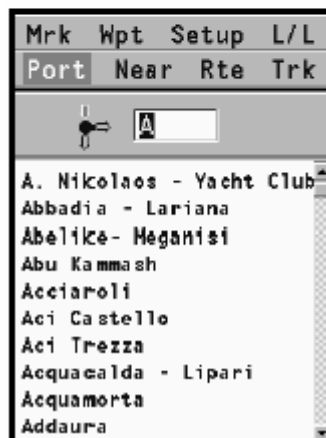 Mrk Wpt Setup L/L
Port Near Rte Trk
A
A. Nikolaos - Yacht Club
Abbadia - Lariana
Abelike- Meganisi
Abu Kammash
Acciaroli
Aci Castello
Aci Trezza
Acquacalda - Lipari
Acquamorta
Addaura